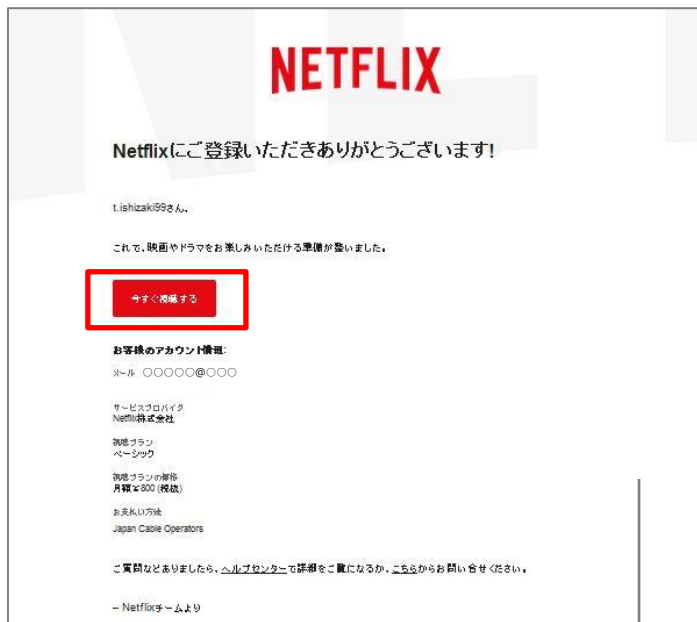 NETFLIX
Netflixにご登録いただきありがとうございます!
t.ishizaki99さん、
これで、映画やドラマをお楽しみいただける準備が整いました。
今すぐ視聴する
お客様のアカウント情報:
メール 〇〇〇〇〇@〇〇〇
サービスプロバイダ
Netflix株式会社
視聴プラン
ベーシック
視聴プランの価格
月額¥800 (税抜)
お支払い方法
Japan Cable Operators
ご質問などありましたら、ヘルプセンターで詳細をご覧になるか、こちらからお問い合せください。
– Netflixチームより